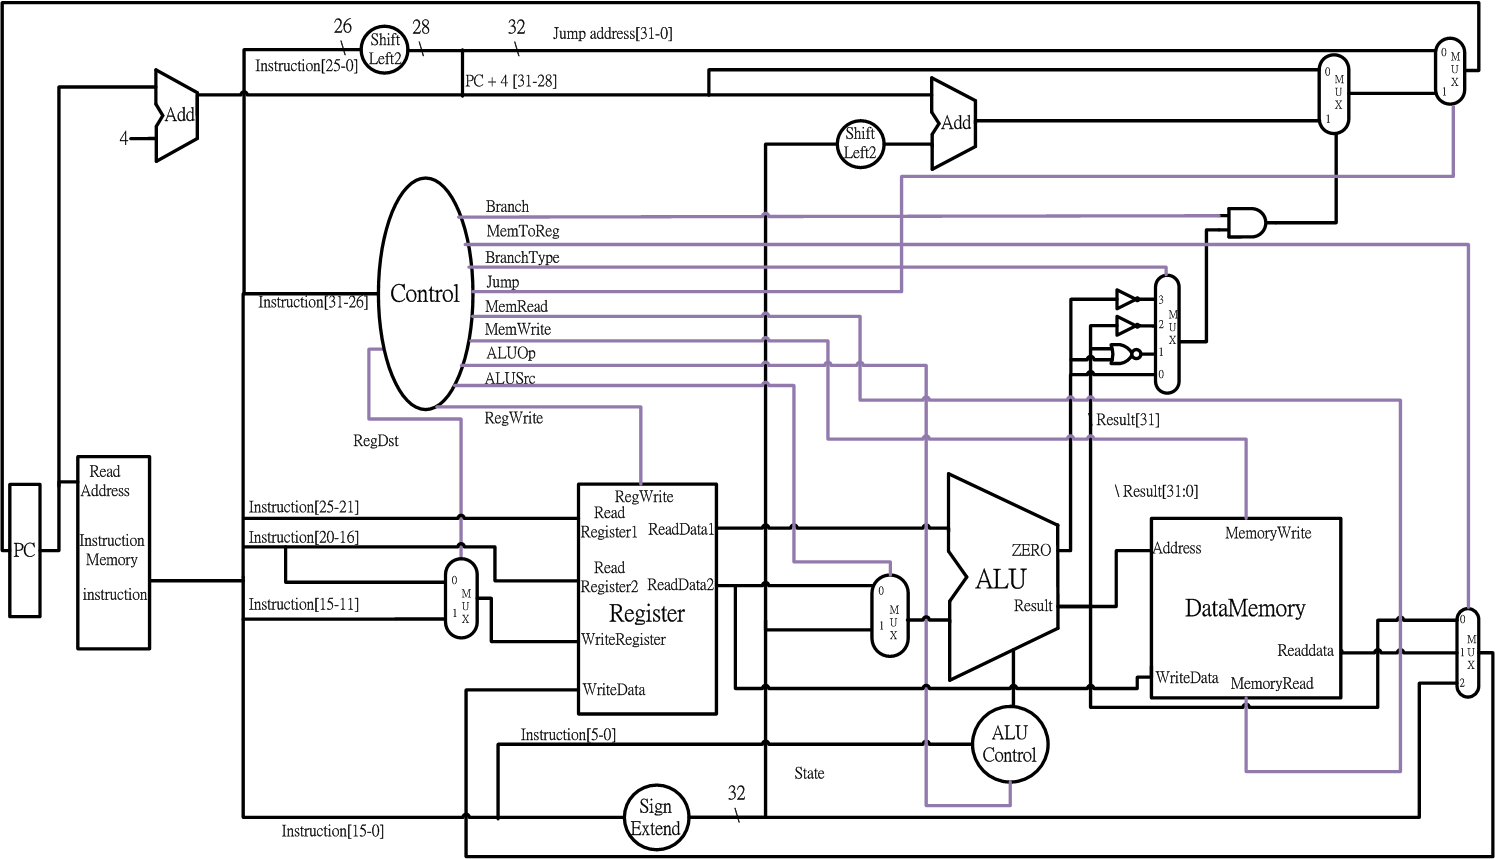 26
28
32
Jump address[31-0]
Shift
Left2
Instruction[25-0]
PC + 4 [31-28]
Add
4
0
M
U
X
1
0
M
U
X
1
Shift
Left2
Add
Branch
MemToReg
BranchType
Jump
MemRead
MemWrite
ALUOp
ALUSrc
RegWrite
RegDst
Control
Instruction[31-26]
3
M
2
U
X
1
0
Result[31]
\ Result[31:0]
Read
Address
Instruction
Memory
instruction
PC
Instruction[25-21]
Instruction[20-16]
Instruction[15-11]
0
M
U
1
X
RegWrite
Read
Register1
ReadData1
Read
Register2
ReadData2
Register
WriteRegister
WriteData
0
M
U
1
X
ZERO
ALU
Result
MemoryWrite
Address
DataMemory
Readdata
WriteData
MemoryRead
0
M
U
1
X
2
Instruction[5-0]
ALU
Control
State
Sign
Extend
32
Instruction[15-0]